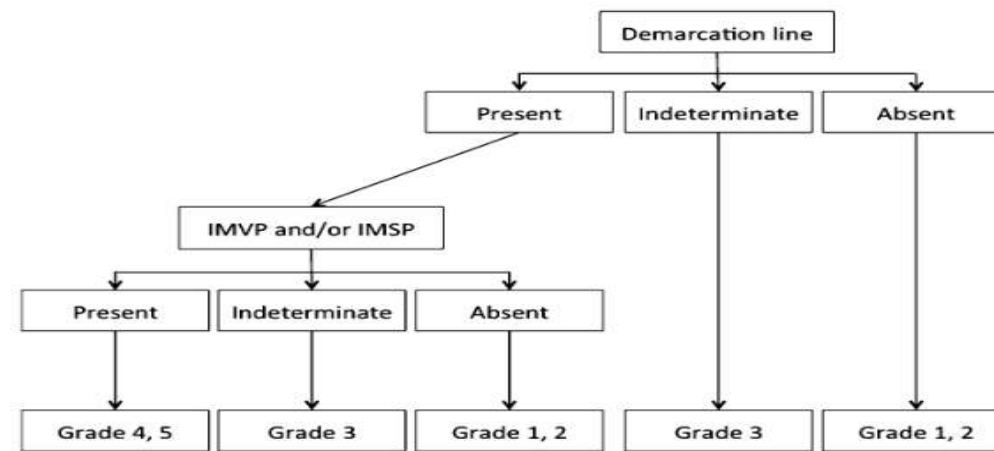 Demarcation line
Present
Indeterminate
Absent
IMVP and/or IMSP
Present
Indeterminate
Absent
Grade 4, 5
Grade 3
Grade 1, 2
Grade 3
Grade 1, 2